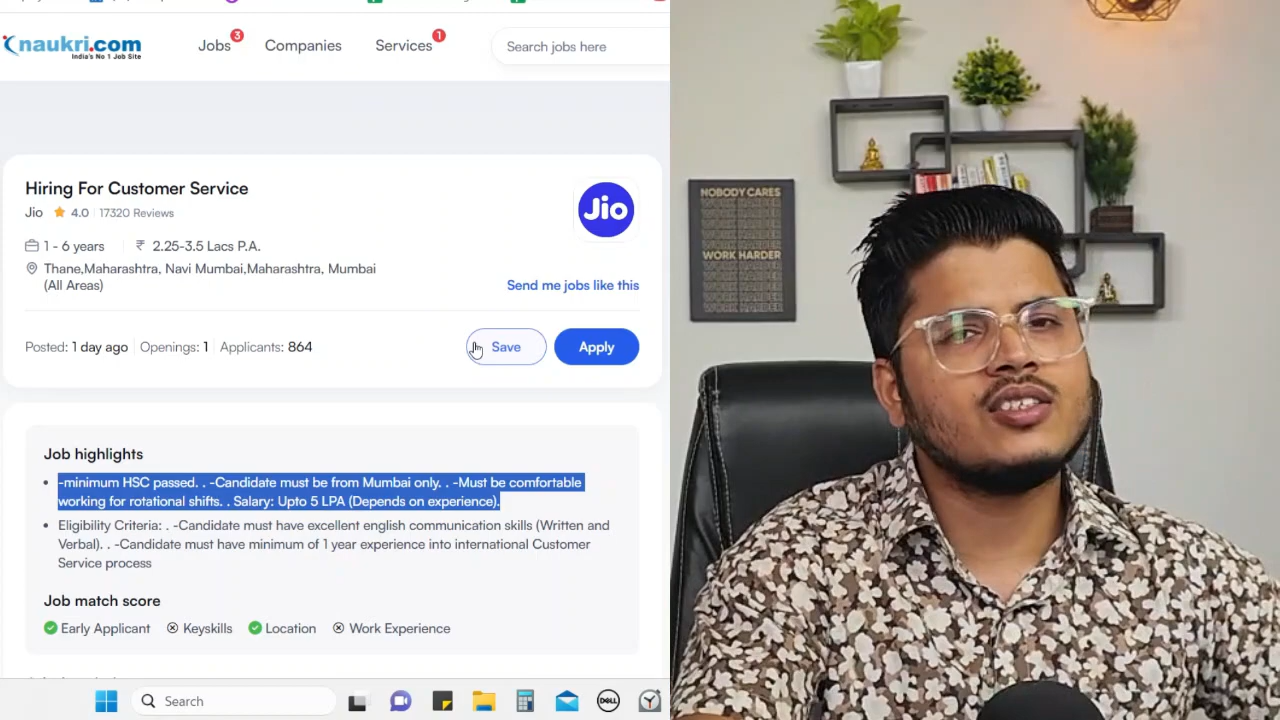 naukri.com
India's No 1 Job Site
Jobs 3 Companies Services 1 Search jobs here
Hiring For Customer Service
Jio 4.0 17320 Reviews
Jio
1 - 6 years ₹ 2.25-3.5 Lacs P.A.
Thane,Maharashtra, Navi Mumbai,Maharashtra, Mumbai
(All Areas)
Send me jobs like this
Posted: 1 day ago Openings: 1 Applicants: 864 Save Apply
Job highlights
-minimum HSC passed. . -Candidate must be from Mumbai only. . -Must be comfortable
working for rotational shifts. . Salary: Upto 5 LPA (Depends on experience).
Eligibility Criteria: . -Candidate must have excellent english communication skills (Written and
Verbal). . -Candidate must have minimum of 1 year experience into international Customer
Service process
Job match score
Early Applicant Keyskills Location Work Experience
Search
DELL
NOBODY CARES
WORK HARDER